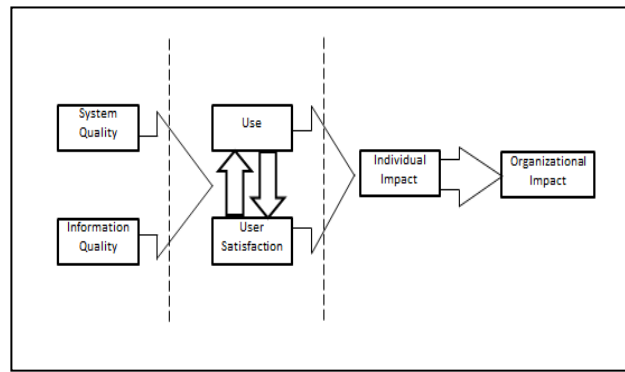 System
Quality
Use
Individual
Impact
Organizational
Impact
Information
Quality
User
Satisfaction